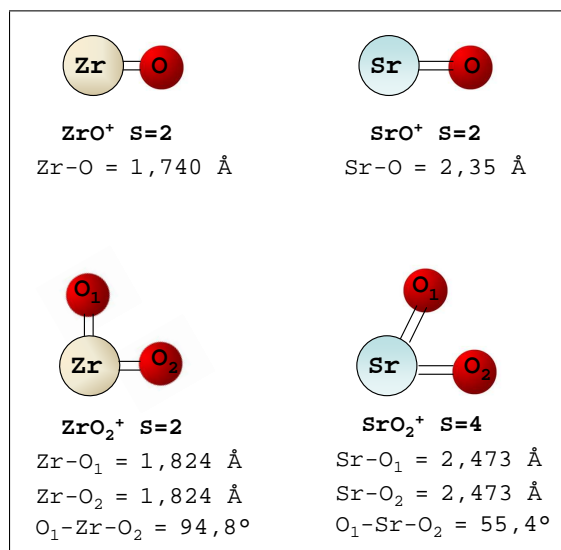 Zr O
Sr O
ZrO⁺ S=2
SrO⁺ S=2
Zr-O = 1,740 Å
Sr-O = 2,35 Å
O₁
Zr O₂
O₁
Sr O₂
ZrO₂⁺ S=2
SrO₂⁺ S=4
Zr-O₁ = 1,824 Å
Zr-O₂ = 1,824 Å
O₁-Zr-O₂ = 94,8º
Sr-O₁ = 2,473 Å
Sr-O₂ = 2,473 Å
O₁-Sr-O₂ = 55,4º